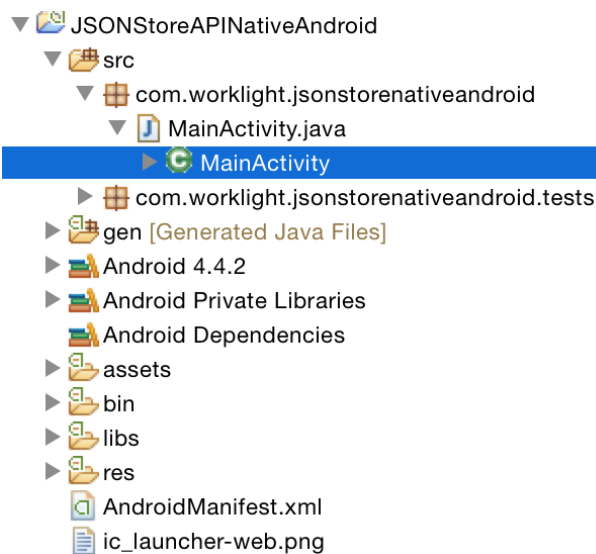 JSONStoreAPINativeAndroid
src
com.worklight.jsonstorenativeandroid
MainActivity.java
MainActivity
com.worklight.jsonstorenativeandroid.tests
gen [Generated Java Files]
Android 4.4.2
Android Private Libraries
Android Dependencies
assets
bin
libs
res
AndroidManifest.xml
ic_launcher-web.png